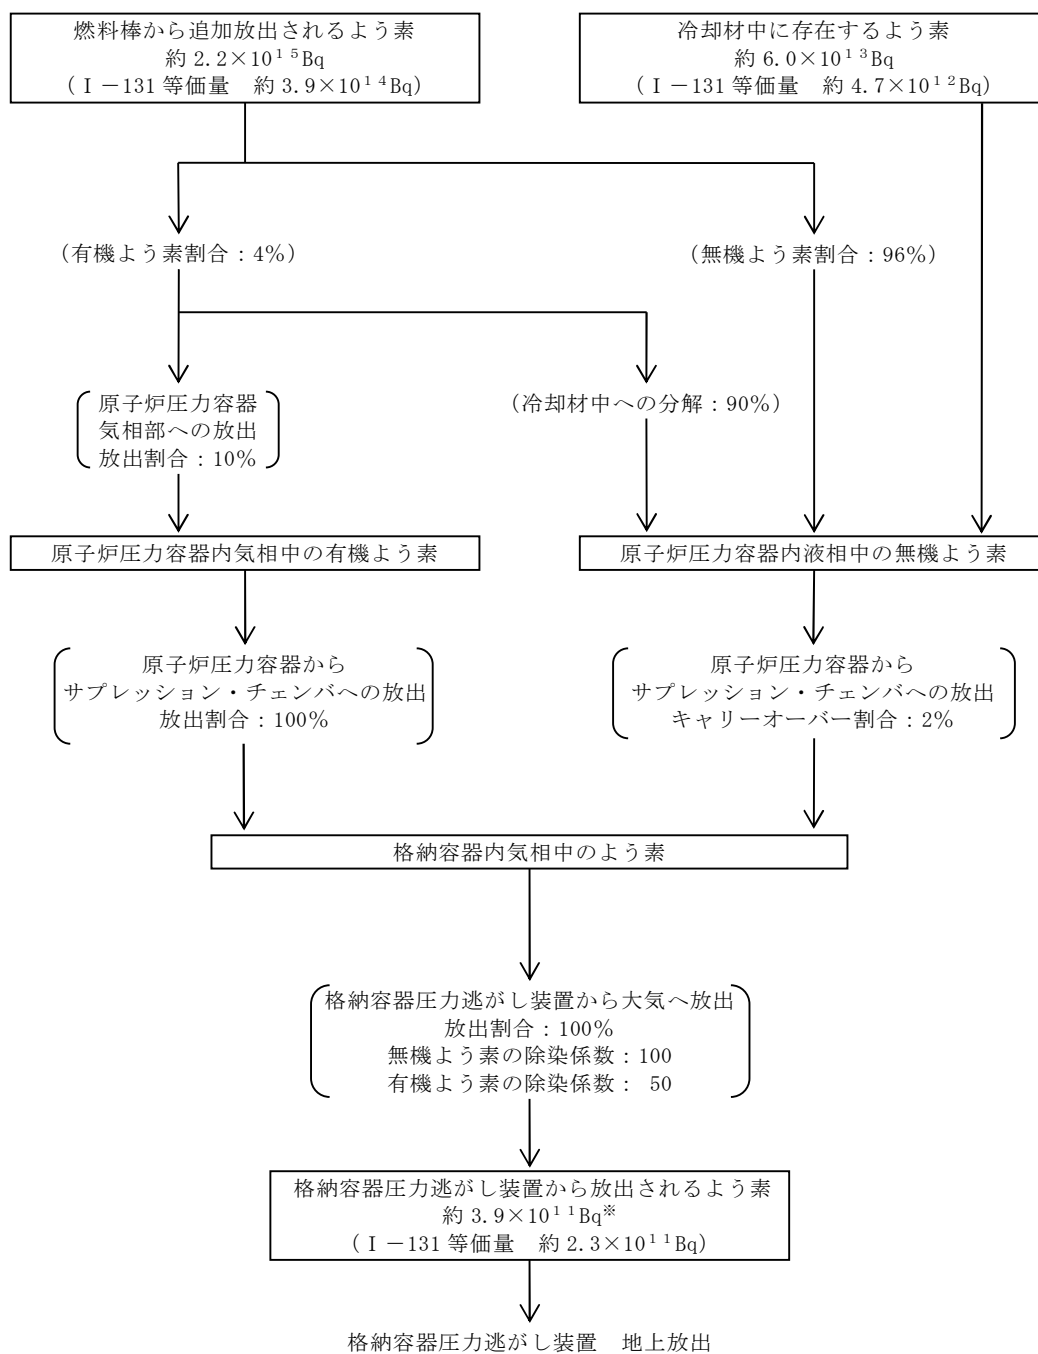 燃料棒から追加放出されるよう素
約 2.2×10¹⁵Bq
(Ⅰ－131 等価量　約 3.9×10¹⁴Bq)
冷却材中に存在するよう素
約 6.0×10¹³Bq
(Ⅰ－131 等価量　約 4.7×10¹²Bq)
(有機よう素割合：4%)
(無機よう素割合：96%)
原子炉圧力容器
気相部への放出
放出割合：10%
(冷却材中への分解：90%)
原子炉圧力容器内気相中の有機よう素
原子炉圧力容器内液相中の無機よう素
原子炉圧力容器から
サプレッション・チェンバへの放出
放出割合：100%
原子炉圧力容器から
サプレッション・チェンバへの放出
キャリーオーバー割合：2%
格納容器内気相中のよう素
格納容器圧力逃がし装置から大気へ放出
放出割合：100%
無機よう素の除染係数：100
有機よう素の除染係数： 50
格納容器圧力逃がし装置から放出されるよう素
約 3.9×10¹¹Bq※
(Ⅰ－131 等価量　約 2.3×10¹¹Bq)
格納容器圧力逃がし装置　地上放出